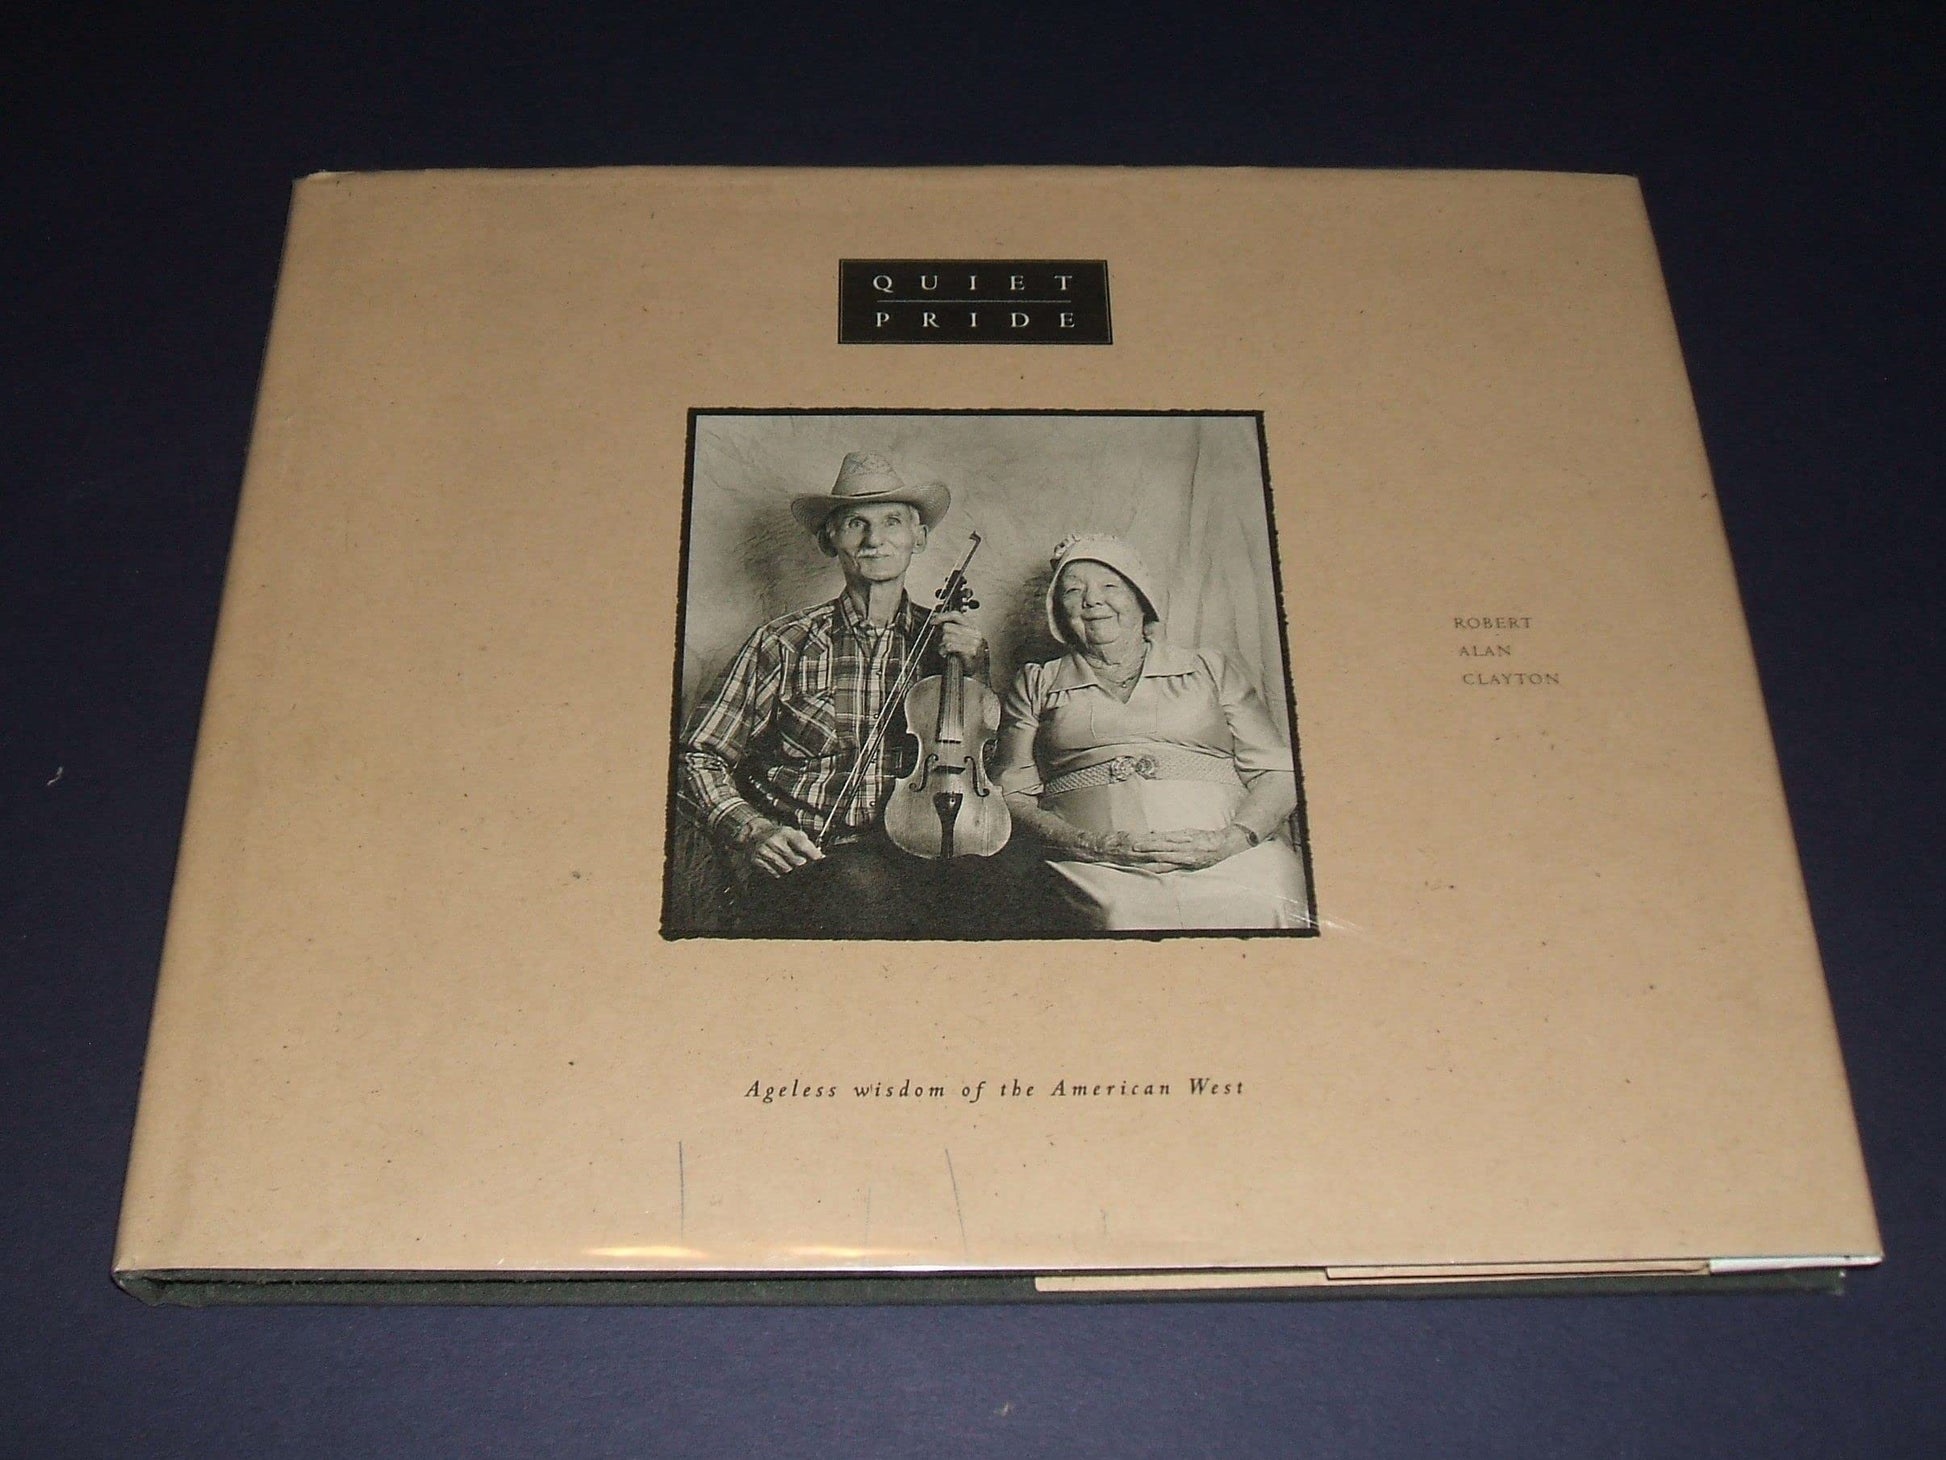 QUIET
PRIDE
ROBERT
ALAN
CLAYTON
Ageless wisdom of the American West